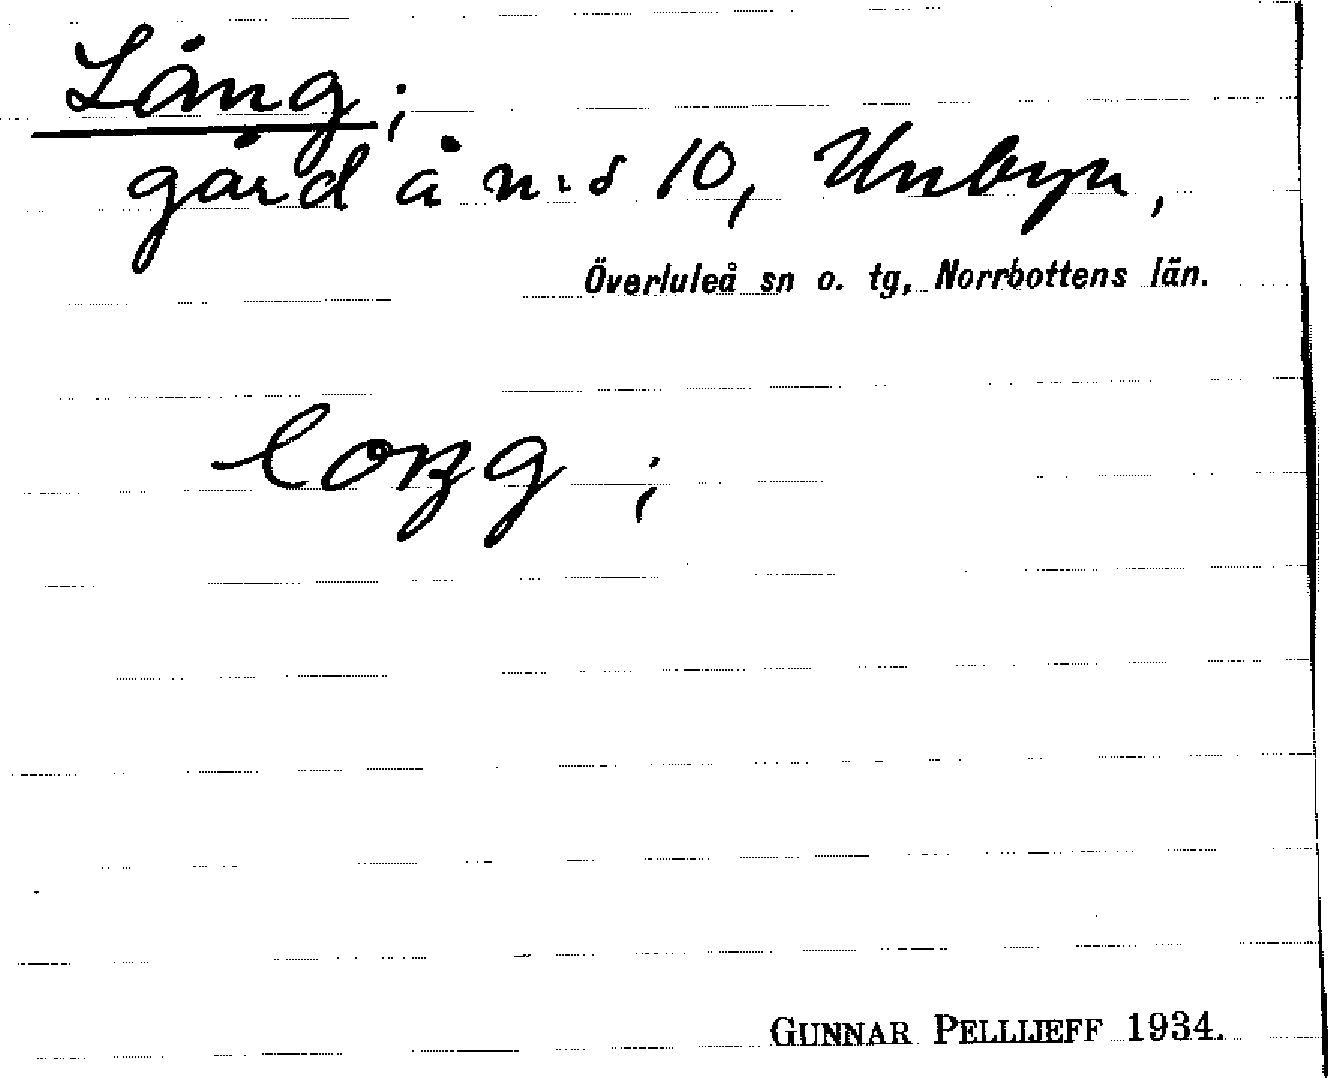 Lång;
gård å n:o 10, Unbyn,
Överluleå sn o. tg, Norrbottens län.
loŋg;
GUNNAR PELLIJEFF 1934.